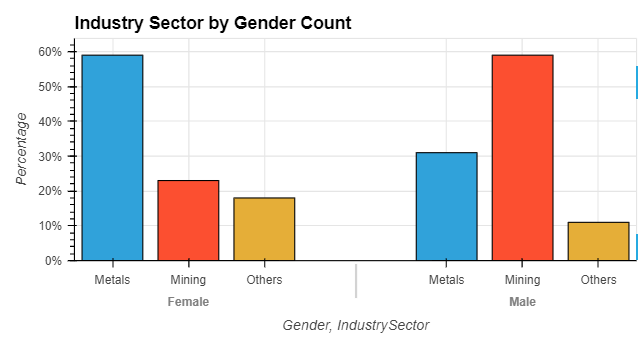 Industry Sector by Gender Count
Percentage
60%
50%
40%
30%
20%
10%
0%
Metals Mining Others Metals Mining Others
Female Male
Gender, IndustrySector